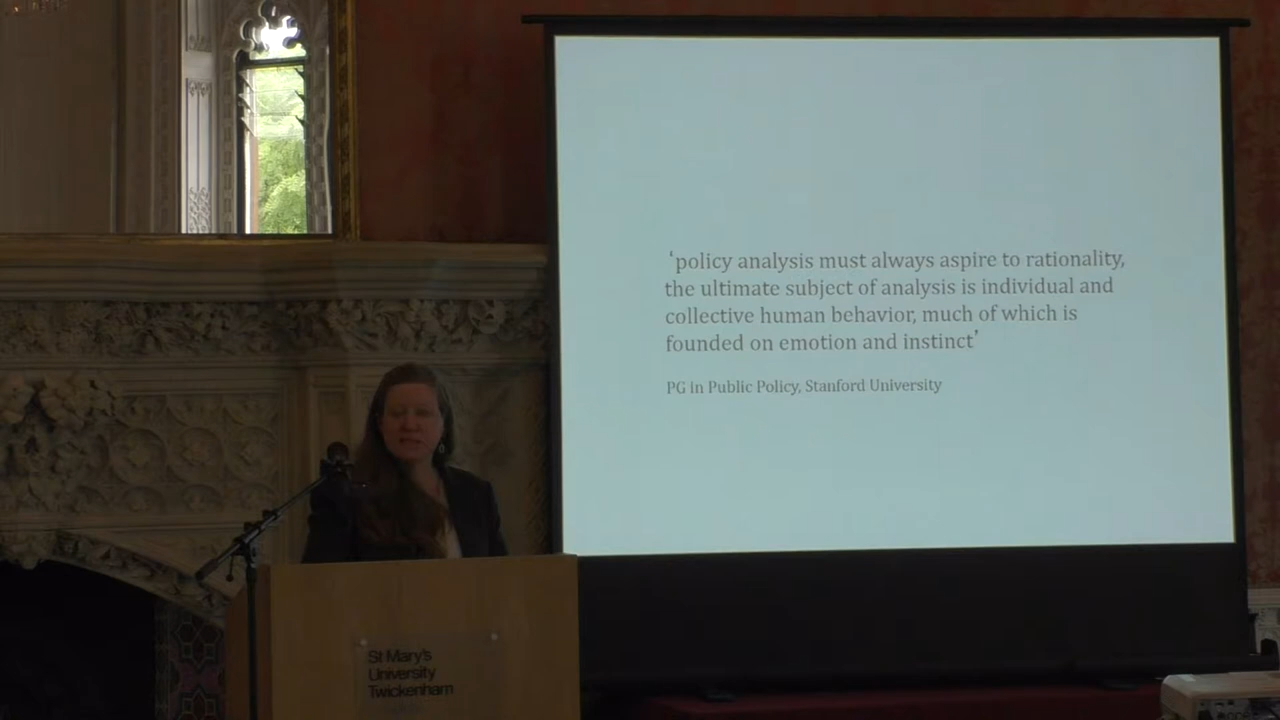 ‘policy analysis must always aspire to rationality,
the ultimate subject of analysis is individual and
collective human behavior, much of which is
founded on emotion and instinct’
PG in Public Policy, Stanford University
St Mary's
University
Twickenham